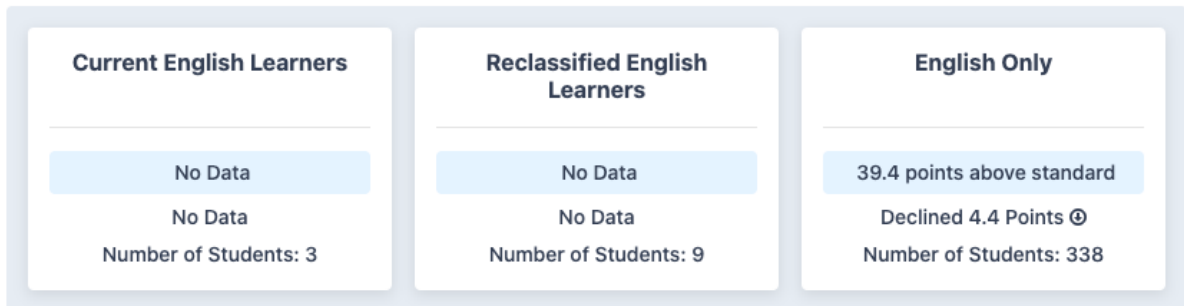 Current English Learners
No Data
No Data
Number of Students: 3
Reclassified English
Learners
No Data
No Data
Number of Students: 9
English Only
39.4 points above standard
Declined 4.4 Points
Number of Students: 338